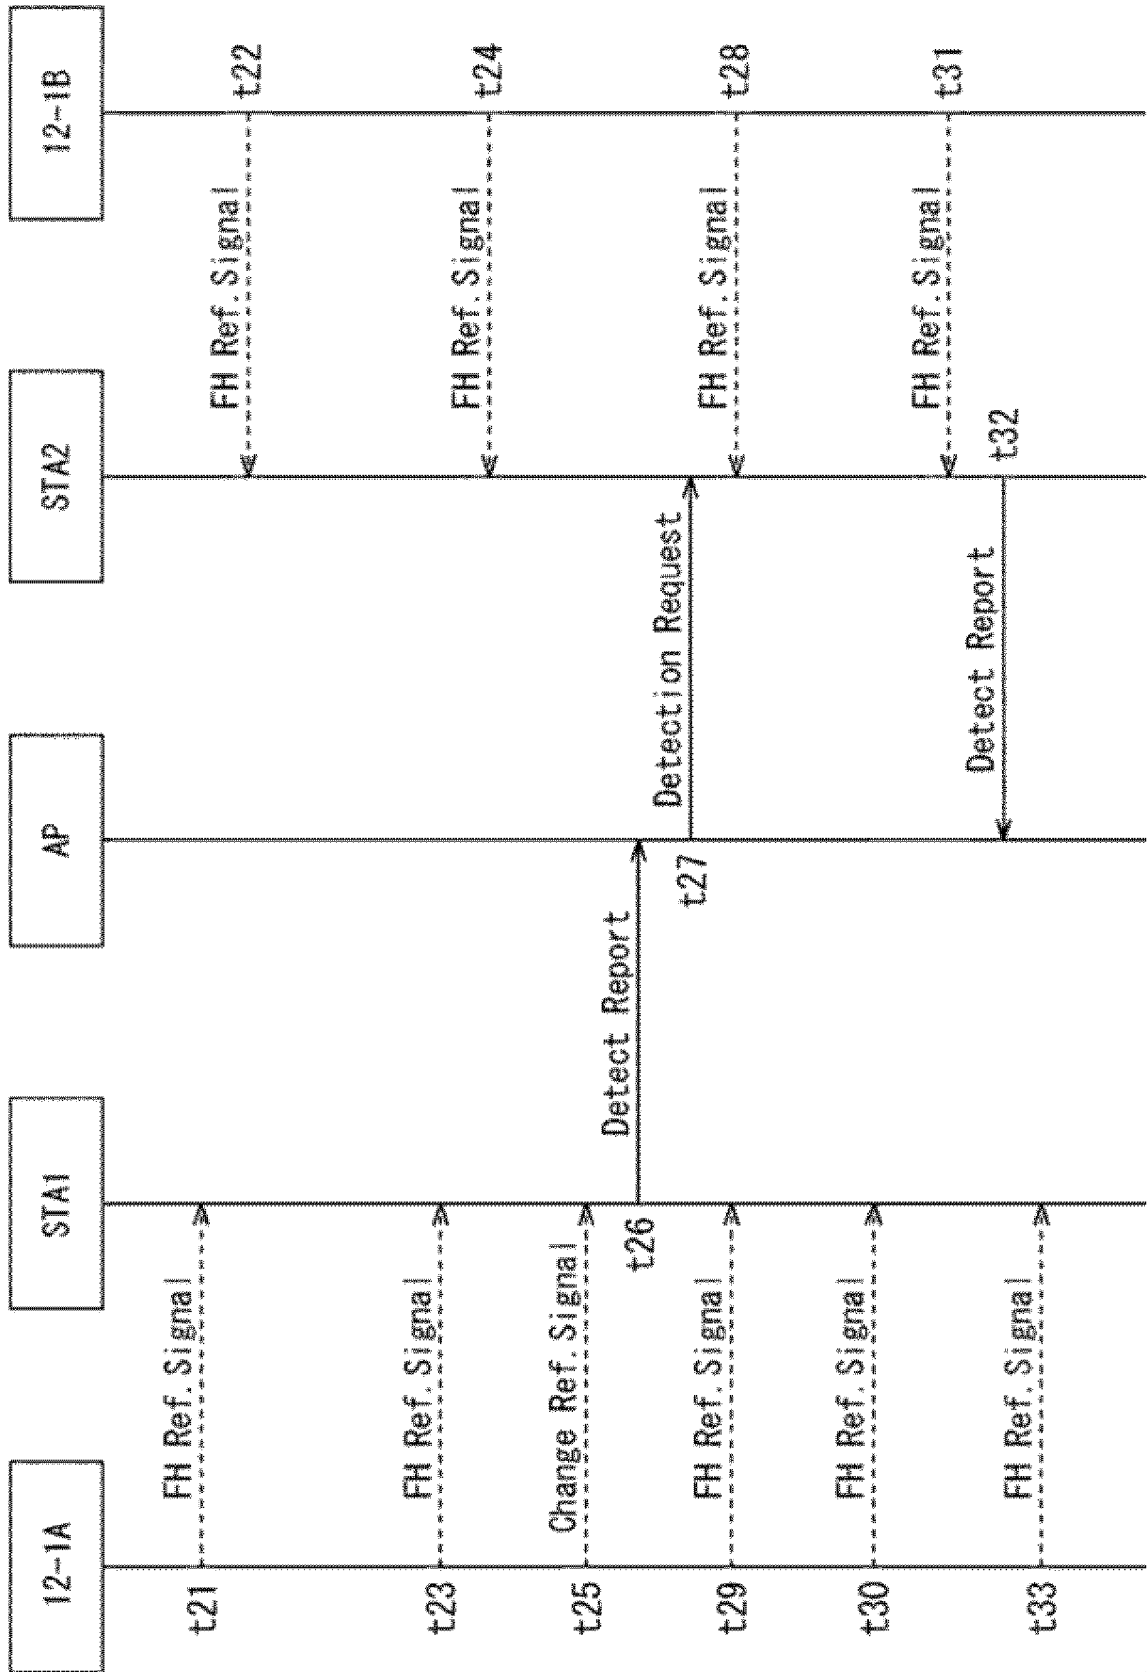 12-1A
STA1
AP
STA2
12-1B
t21
FH Ref.Signal
FH Ref.Signal
t22
t23
FH Ref.Signal
FH Ref.Signal
t24
t25
Change Ref.Signal
t26
Detect Report
t27
Detection Request
FH Ref.Signal
t28
t29
FH Ref.Signal
t30
FH Ref.Signal
FH Ref.Signal
t31
Detect Report
t32
t33
FH Ref.Signal